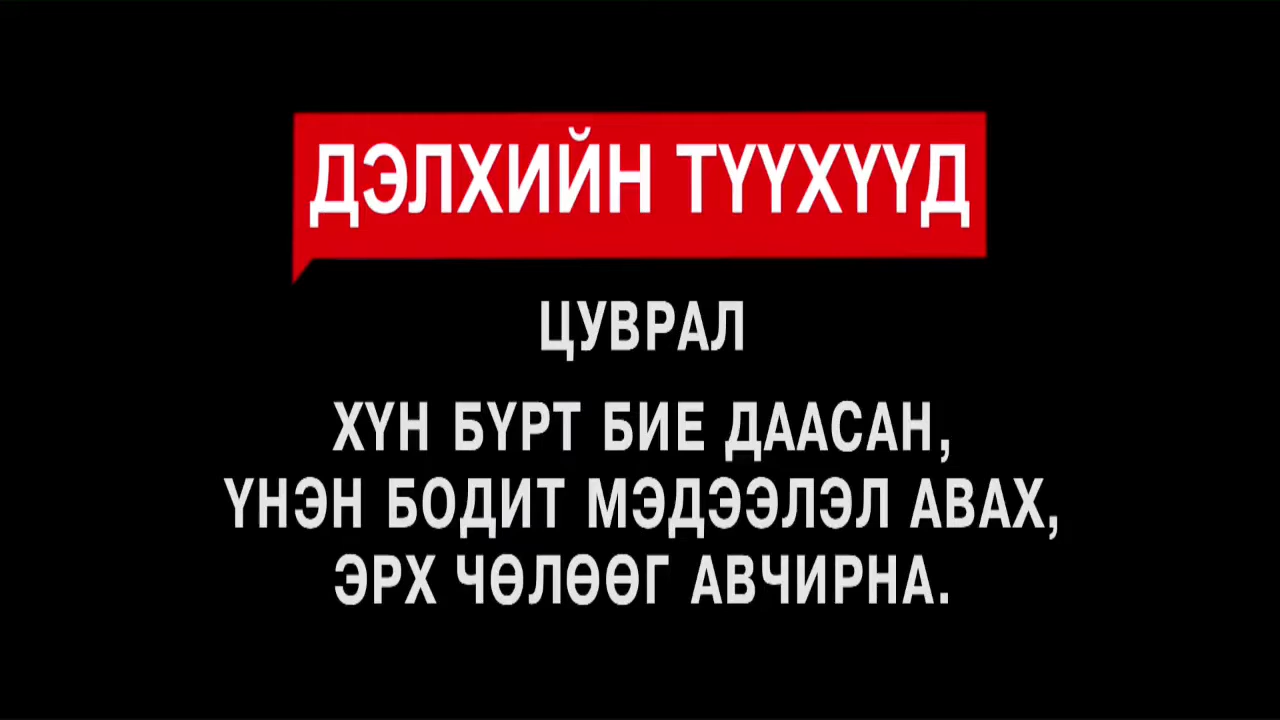 ДЭЛХИЙН ТҮҮХҮҮД
ЦУВРАЛ
ХҮН БҮРТ БИЕ ДААСАН,
ҮНЭН БОДИТ МЭДЭЭЛЭЛ АВАХ,
ЭРХ ЧӨЛӨӨГ АВЧИРНА.